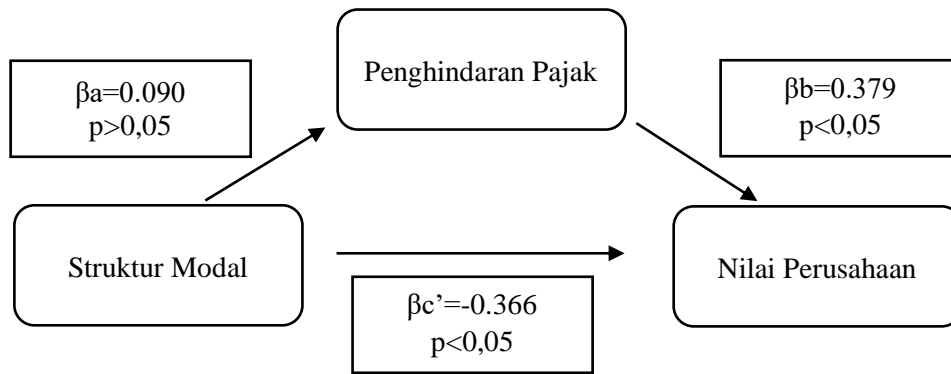 Penghindaran Pajak
βa=0.090
p>0,05
βb=0.379
p<0,05
Struktur Modal
Nilai Perusahaan
βc’=-0.366
p<0,05